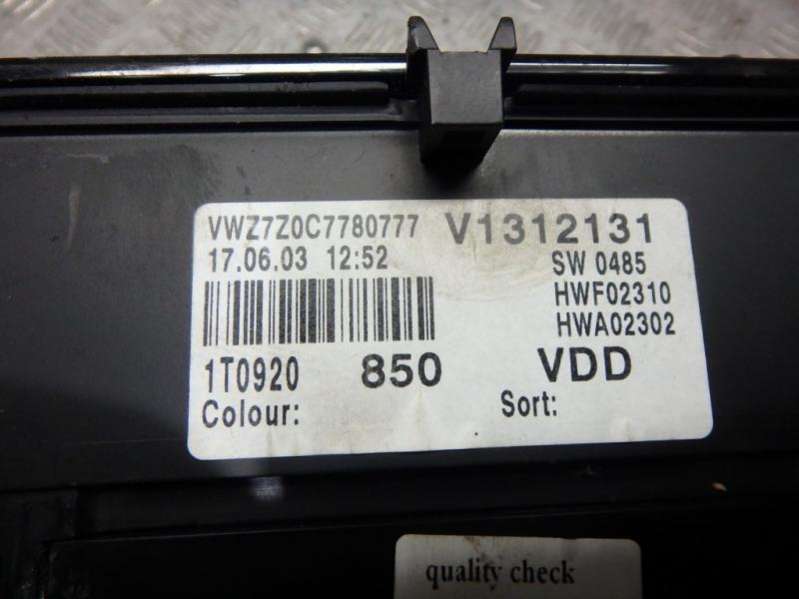 VWZ7Z0C7780777 V1312131
17.06.03 12:52 SW 0485
HWF02310
HWA02302
1T0920 850 VDD
Colour: Sort:
quality check